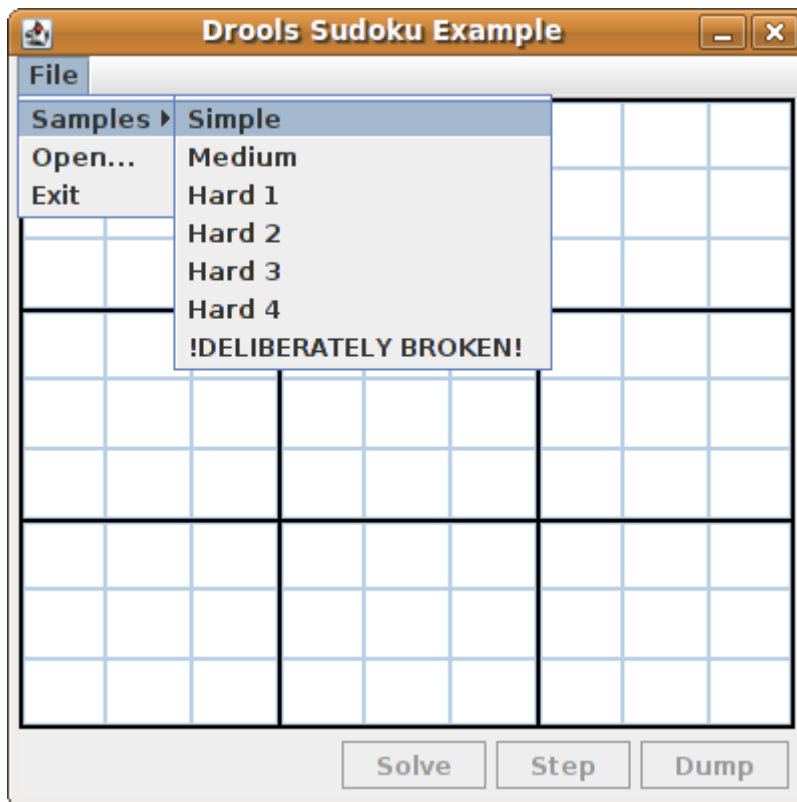 Drools Sudoku Example
File
Samples Simple
Open... Medium
Exit Hard 1
Hard 2
Hard 3
Hard 4
!DELIBERATELY BROKEN!
Solve Step Dump